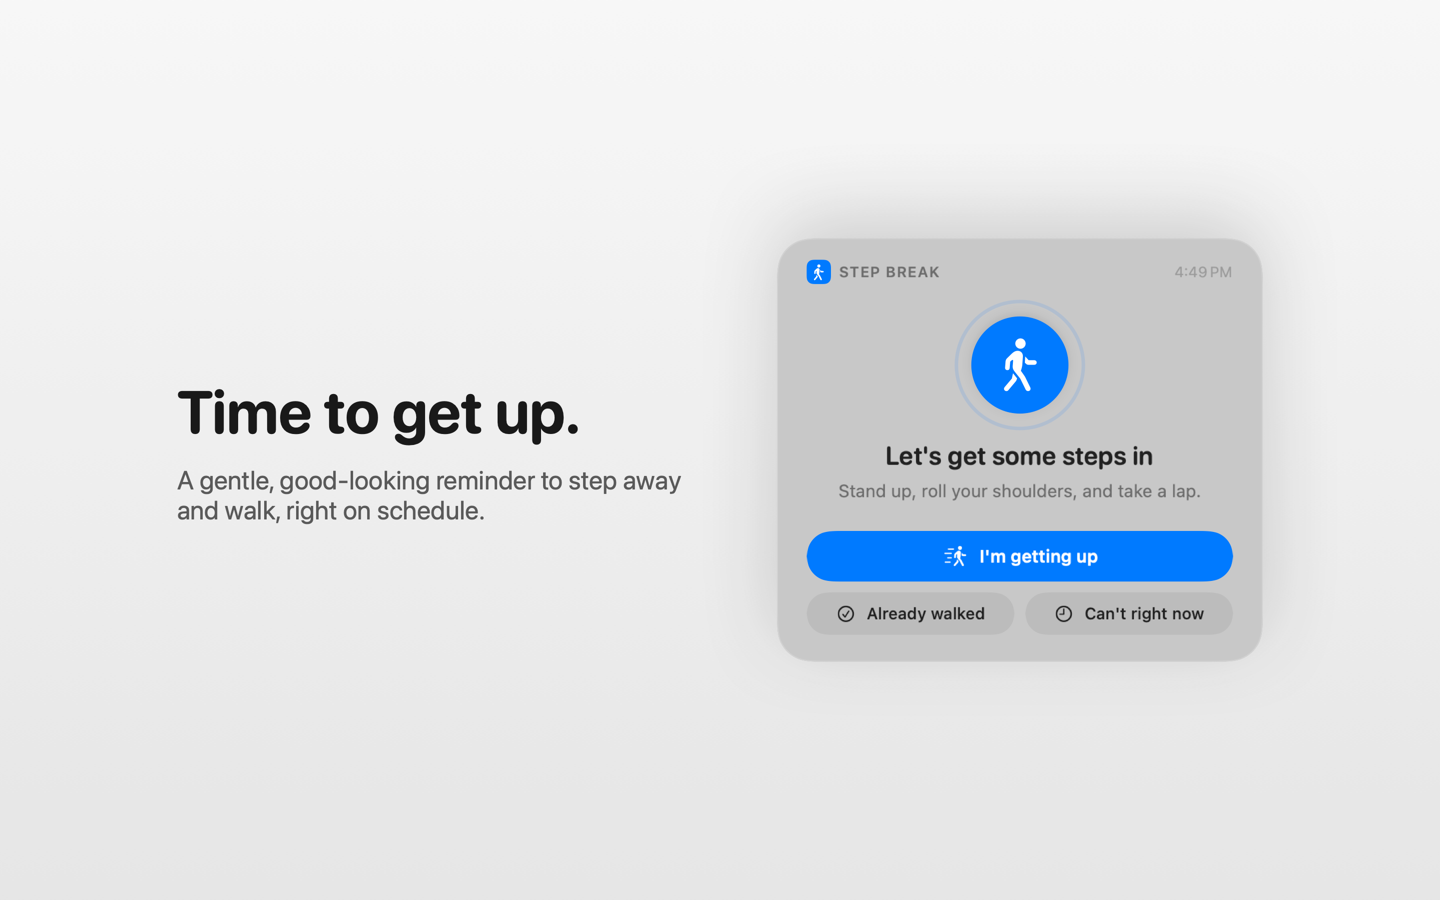 Time to get up.
A gentle, good-looking reminder to step away
and walk, right on schedule.
STEP BREAK
4:49 PM
Let's get some steps in
Stand up, roll your shoulders, and take a lap.
I'm getting up
Already walked
Can't right now